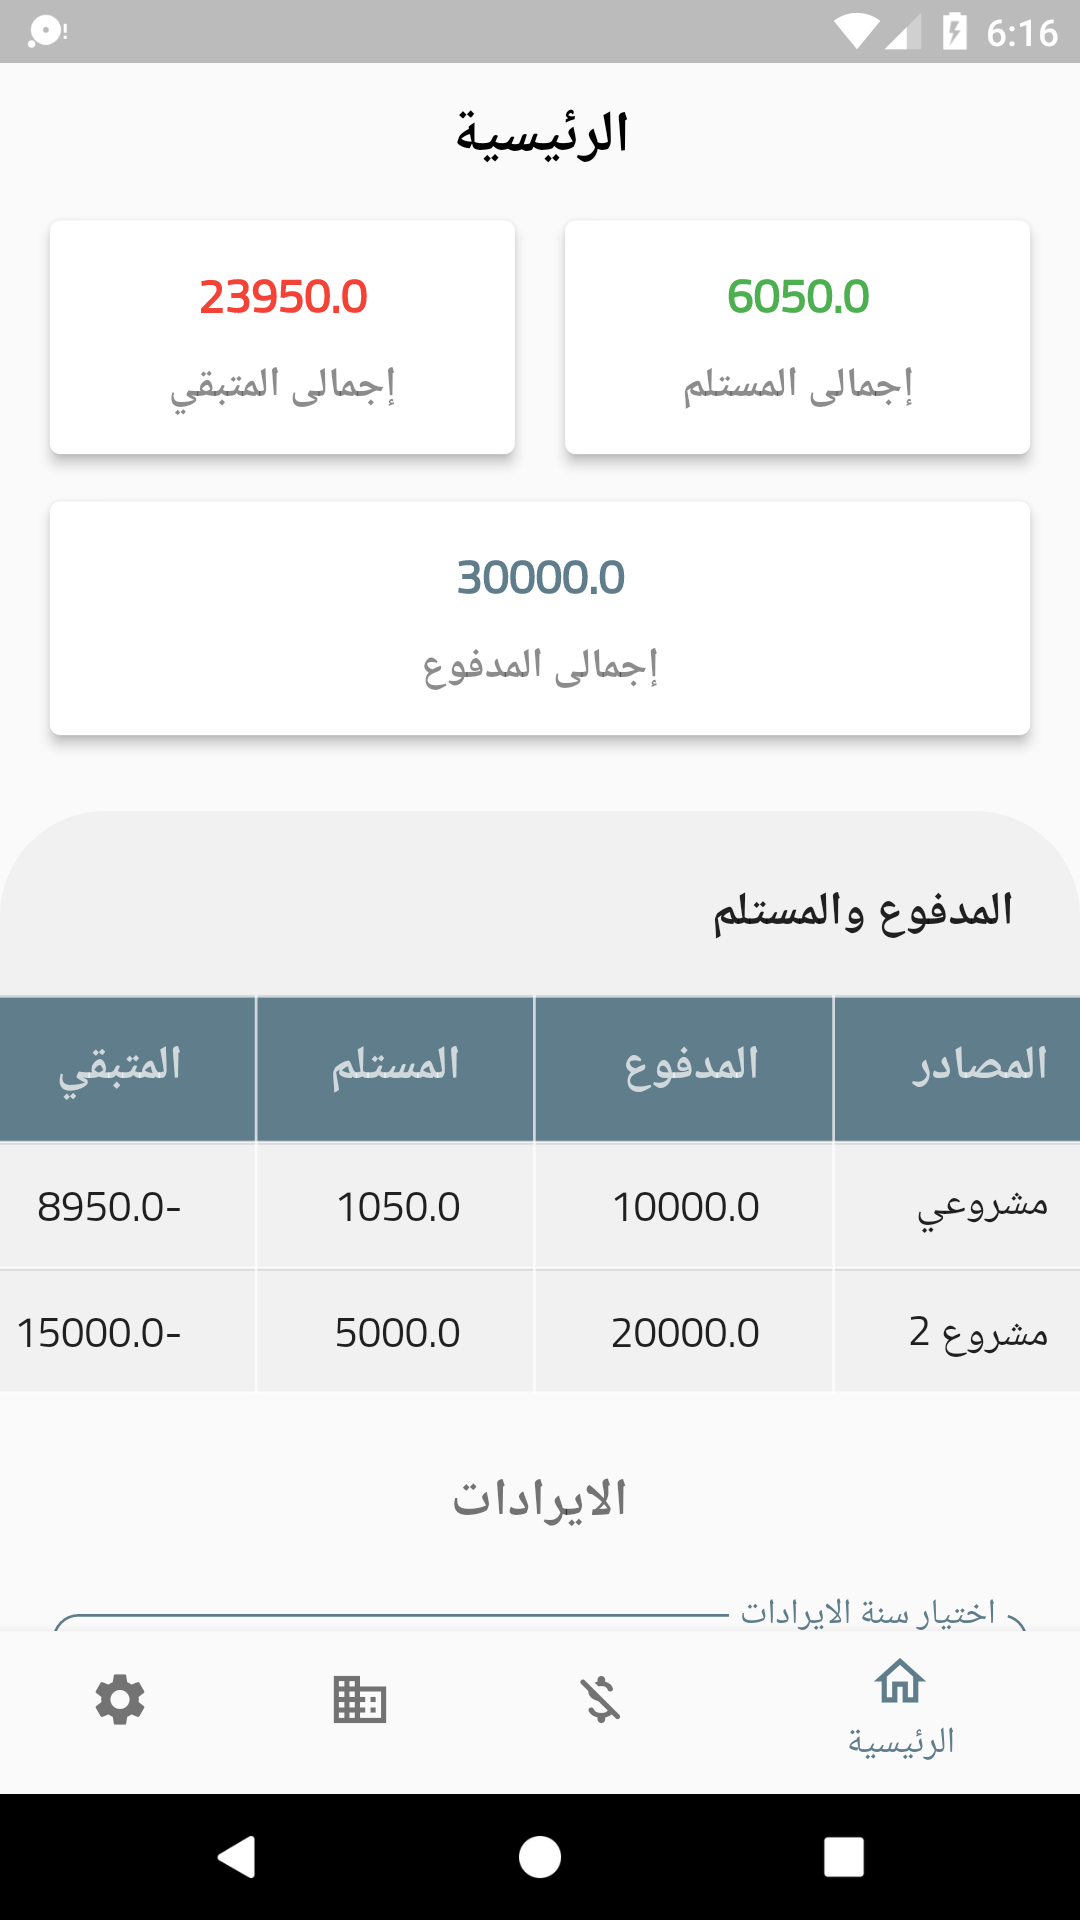 6:16
الرئيسية
6050.0
إجمالى المستلم
23950.0
إجمالى المتبقي
30000.0
إجمالى المدفوع
المدفوع والمستلم
المصادر المدفوع المستلم المتبقي
مشروعي 10000.0 1050.0 8950.0-
مشروع 2 20000.0 5000.0 15000.0-
الايرادات
اختيار سنة الايرادات
الرئيسية